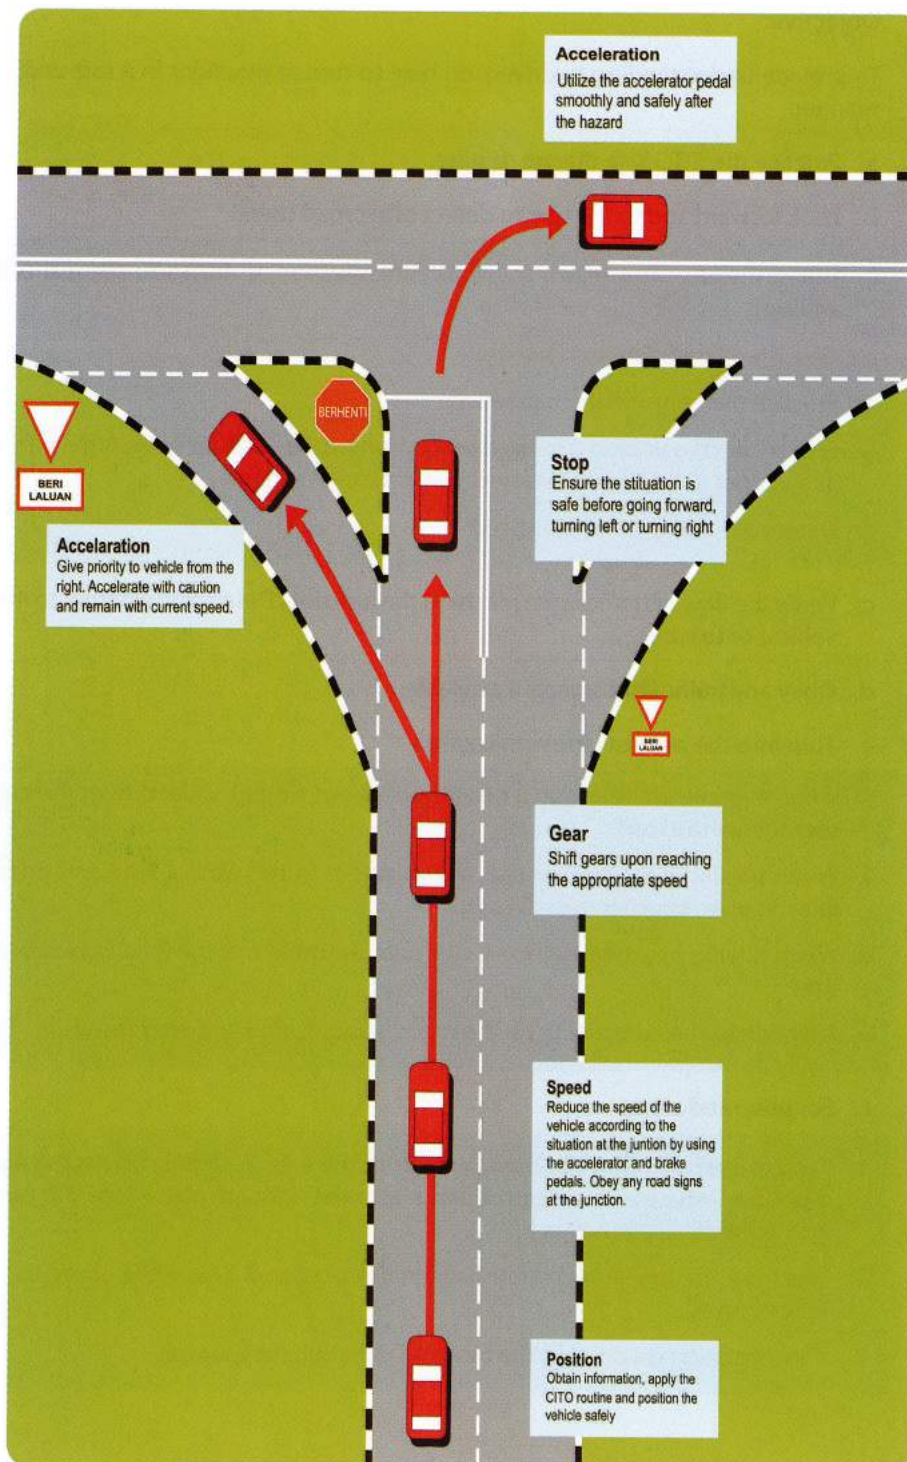 Acceleration
Utilize the accelerator pedal
smoothly and safely after
the hazard
BERHENTI
BERI
LALUAN
Stop
Ensure the stituation is
safe before going forward,
turning left or turning right
Accelaration
Give priority to vehicle from the
right. Accelerate with caution
and remain with current speed.
BERI
LALUAN
Gear
Shift gears upon reaching
the appropriate speed
Speed
Reduce the speed of the
vehicle according to the
situation at the juntion by using
the accelerator and brake
pedals. Obey any road signs
at the junction.
Position
Obtain information, apply the
CITO routine and position the
vehicle safely